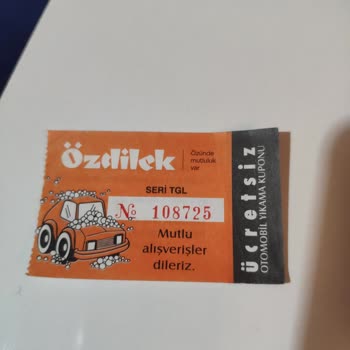 Özdilek
Özünde
mutluluk
var
SERİ TGL
№ 108725
Mutlu
alışverişler
dileriz.
ücretsiz
OTOMOBİL YIKAMA KUPONU